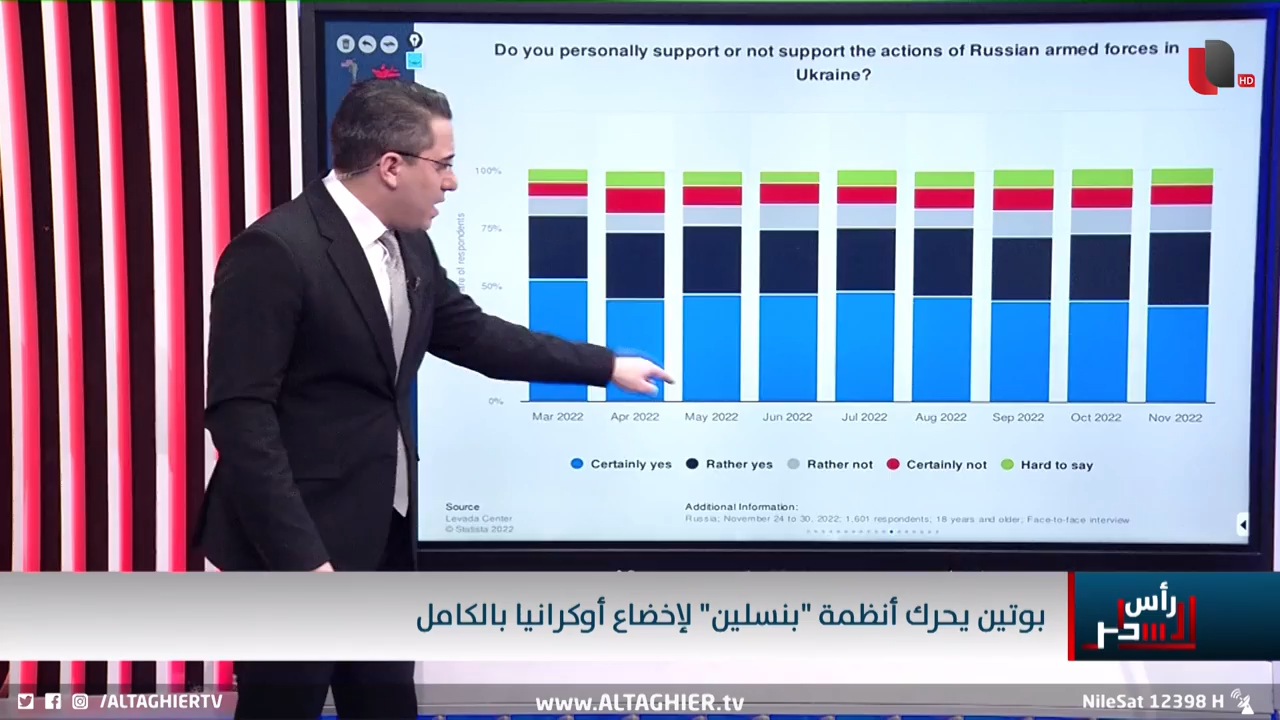 Do you personally support or not support the actions of Russian armed forces in
Ukraine?
HD
100%
75%
50%
0%
of respondents
Mar 2022
Apr 2022
May 2022
Jun 2022
Jul 2022
Aug 2022
Sep 2022
Oct 2022
Nov 2022
Certainly yes
Rather yes
Rather not
Certainly not
Hard to say
Source
Levada Center
© Statista 2022
Additional Information:
Russia; November 24 to 30, 2022; 1,601 respondents; 18 years and older; Face-to-face interview
بوتين يحرك أنظمة "بنسلين" لإخضاع أوكرانيا بالكامل
رأس
السطر
/ALTAGHIERTV
www.ALTAGHIER.tv
NileSat 12398 H